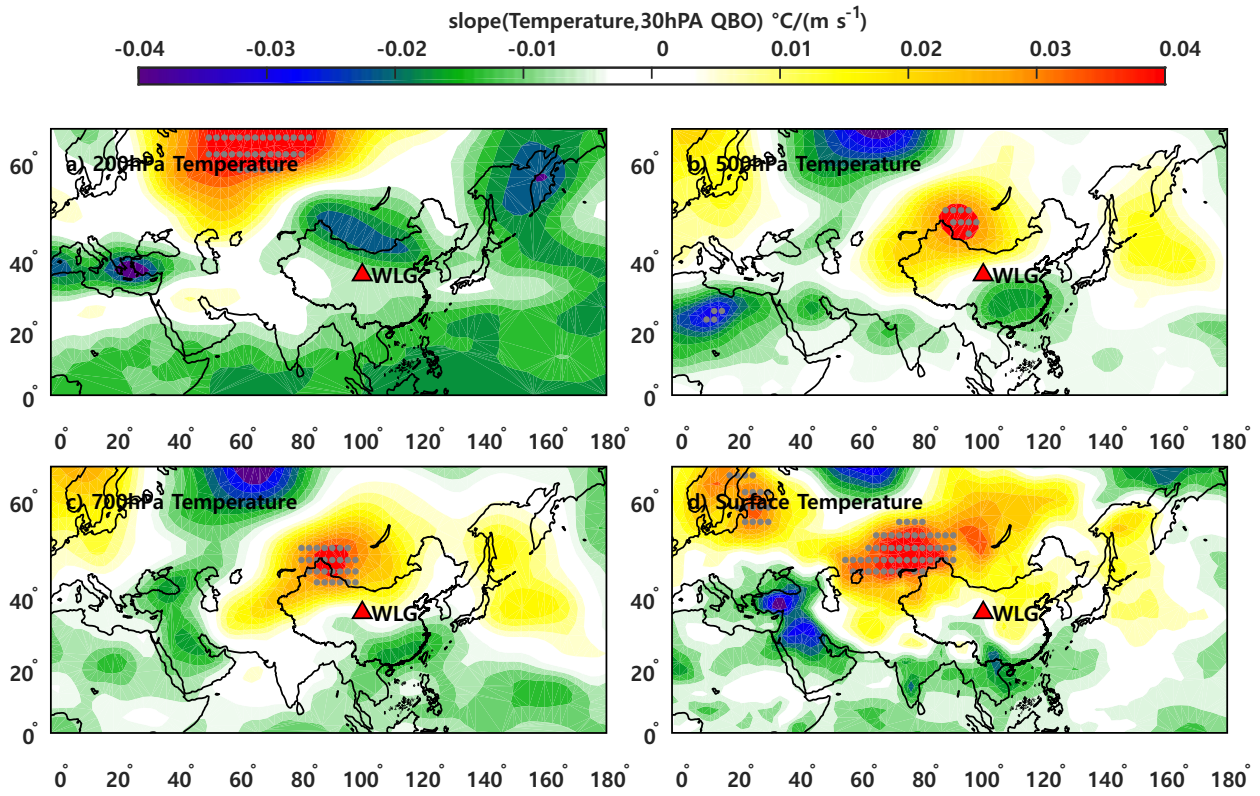 slope(Temperature,30hPA QBO) °C/(m s⁻¹)
-0.04 -0.03 -0.02 -0.01 0 0.01 0.02 0.03 0.04
a) 200hPa Temperature
60°
40°
20°
0
WLG
0° 20° 40° 60° 80° 100° 120° 140° 160° 180°
b) 500hPa Temperature
60°
40°
20°
0
WLG
0° 20° 40° 60° 80° 100° 120° 140° 160° 180°
c) 700hPa Temperature
60°
40°
20°
0
WLG
0° 20° 40° 60° 80° 100° 120° 140° 160° 180°
d) Surface Temperature
60°
40°
20°
0
WLG
0° 20° 40° 60° 80° 100° 120° 140° 160° 180°